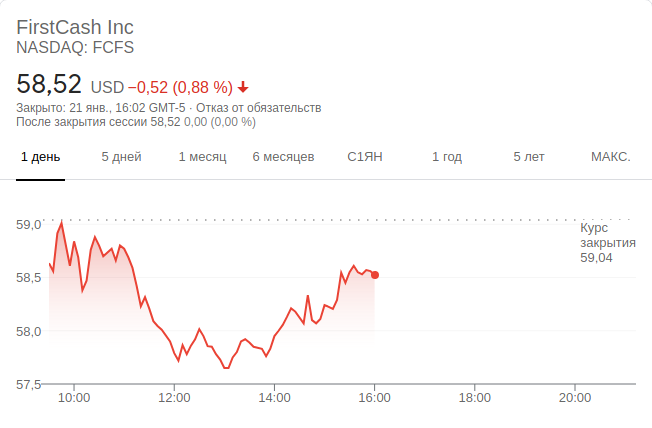 FirstCash Inc
NASDAQ: FCFS
58,52 USD −0,52 (0,88 %)
Закрыто: 21 янв., 16:02 GMT-5 · Отказ от обязательств
После закрытия сессии 58,52 0,00 (0,00 %)
1 день 5 дней 1 месяц 6 месяцев С1ЯН 1 год 5 лет МАКС.
59,0
Курс
закрытия
59,04
58,5
58,0
57,5
10:00 12:00 14:00 16:00 18:00 20:00